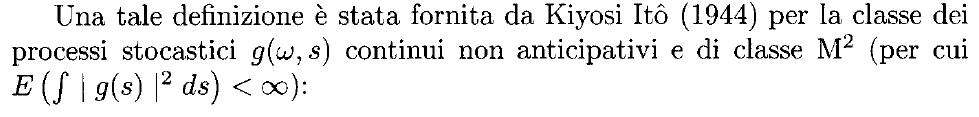 Una tale definizione è stata fornita da Kiyosi Itô (1944) per la classe dei
processi stocastici g(ω, s) continui non anticipativi e di classe M² (per cui
E (∫ | g(s) |² ds) < ∞):